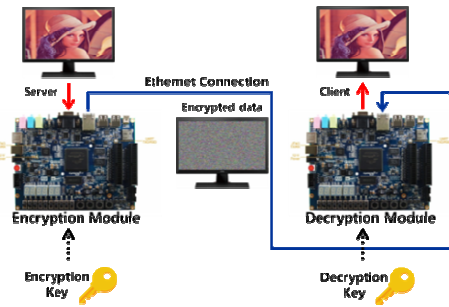 Server
Ethernet Connection
Encrypted data
Client
Encryption Module
Decryption Module
Encryption
Key
Decryption
Key